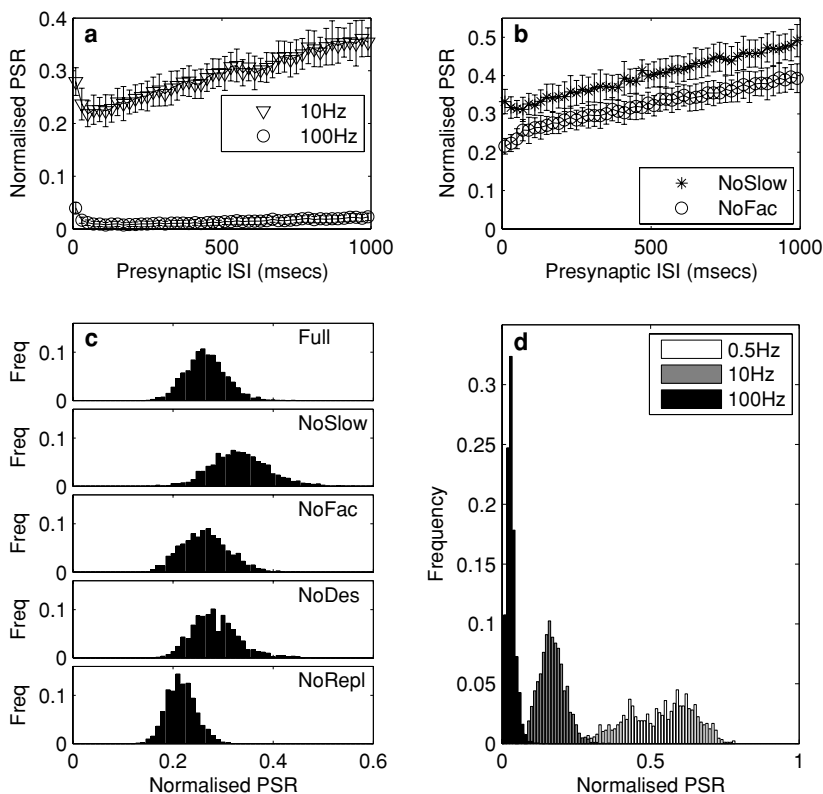 a
0.4
0.3
0.2
0.1
0
Normalised PSR
10Hz
100Hz
0
500
1000
Presynaptic ISI (msecs)
b
0.5
0.4
0.3
0.2
0.1
0
Normalised PSR
NoSlow
NoFac
0
500
1000
Presynaptic ISI (msecs)
c
Full
Freq
0.1
0
NoSlow
Freq
0.1
0
NoFac
Freq
0.1
0
NoDes
Freq
0.1
0
NoRepl
Freq
0.1
0
0
0.2
0.4
0.6
Normalised PSR
d
0.5Hz
10Hz
100Hz
0.3
0.25
0.2
0.15
0.1
0.05
0
Frequency
0
0.5
1
Normalised PSR